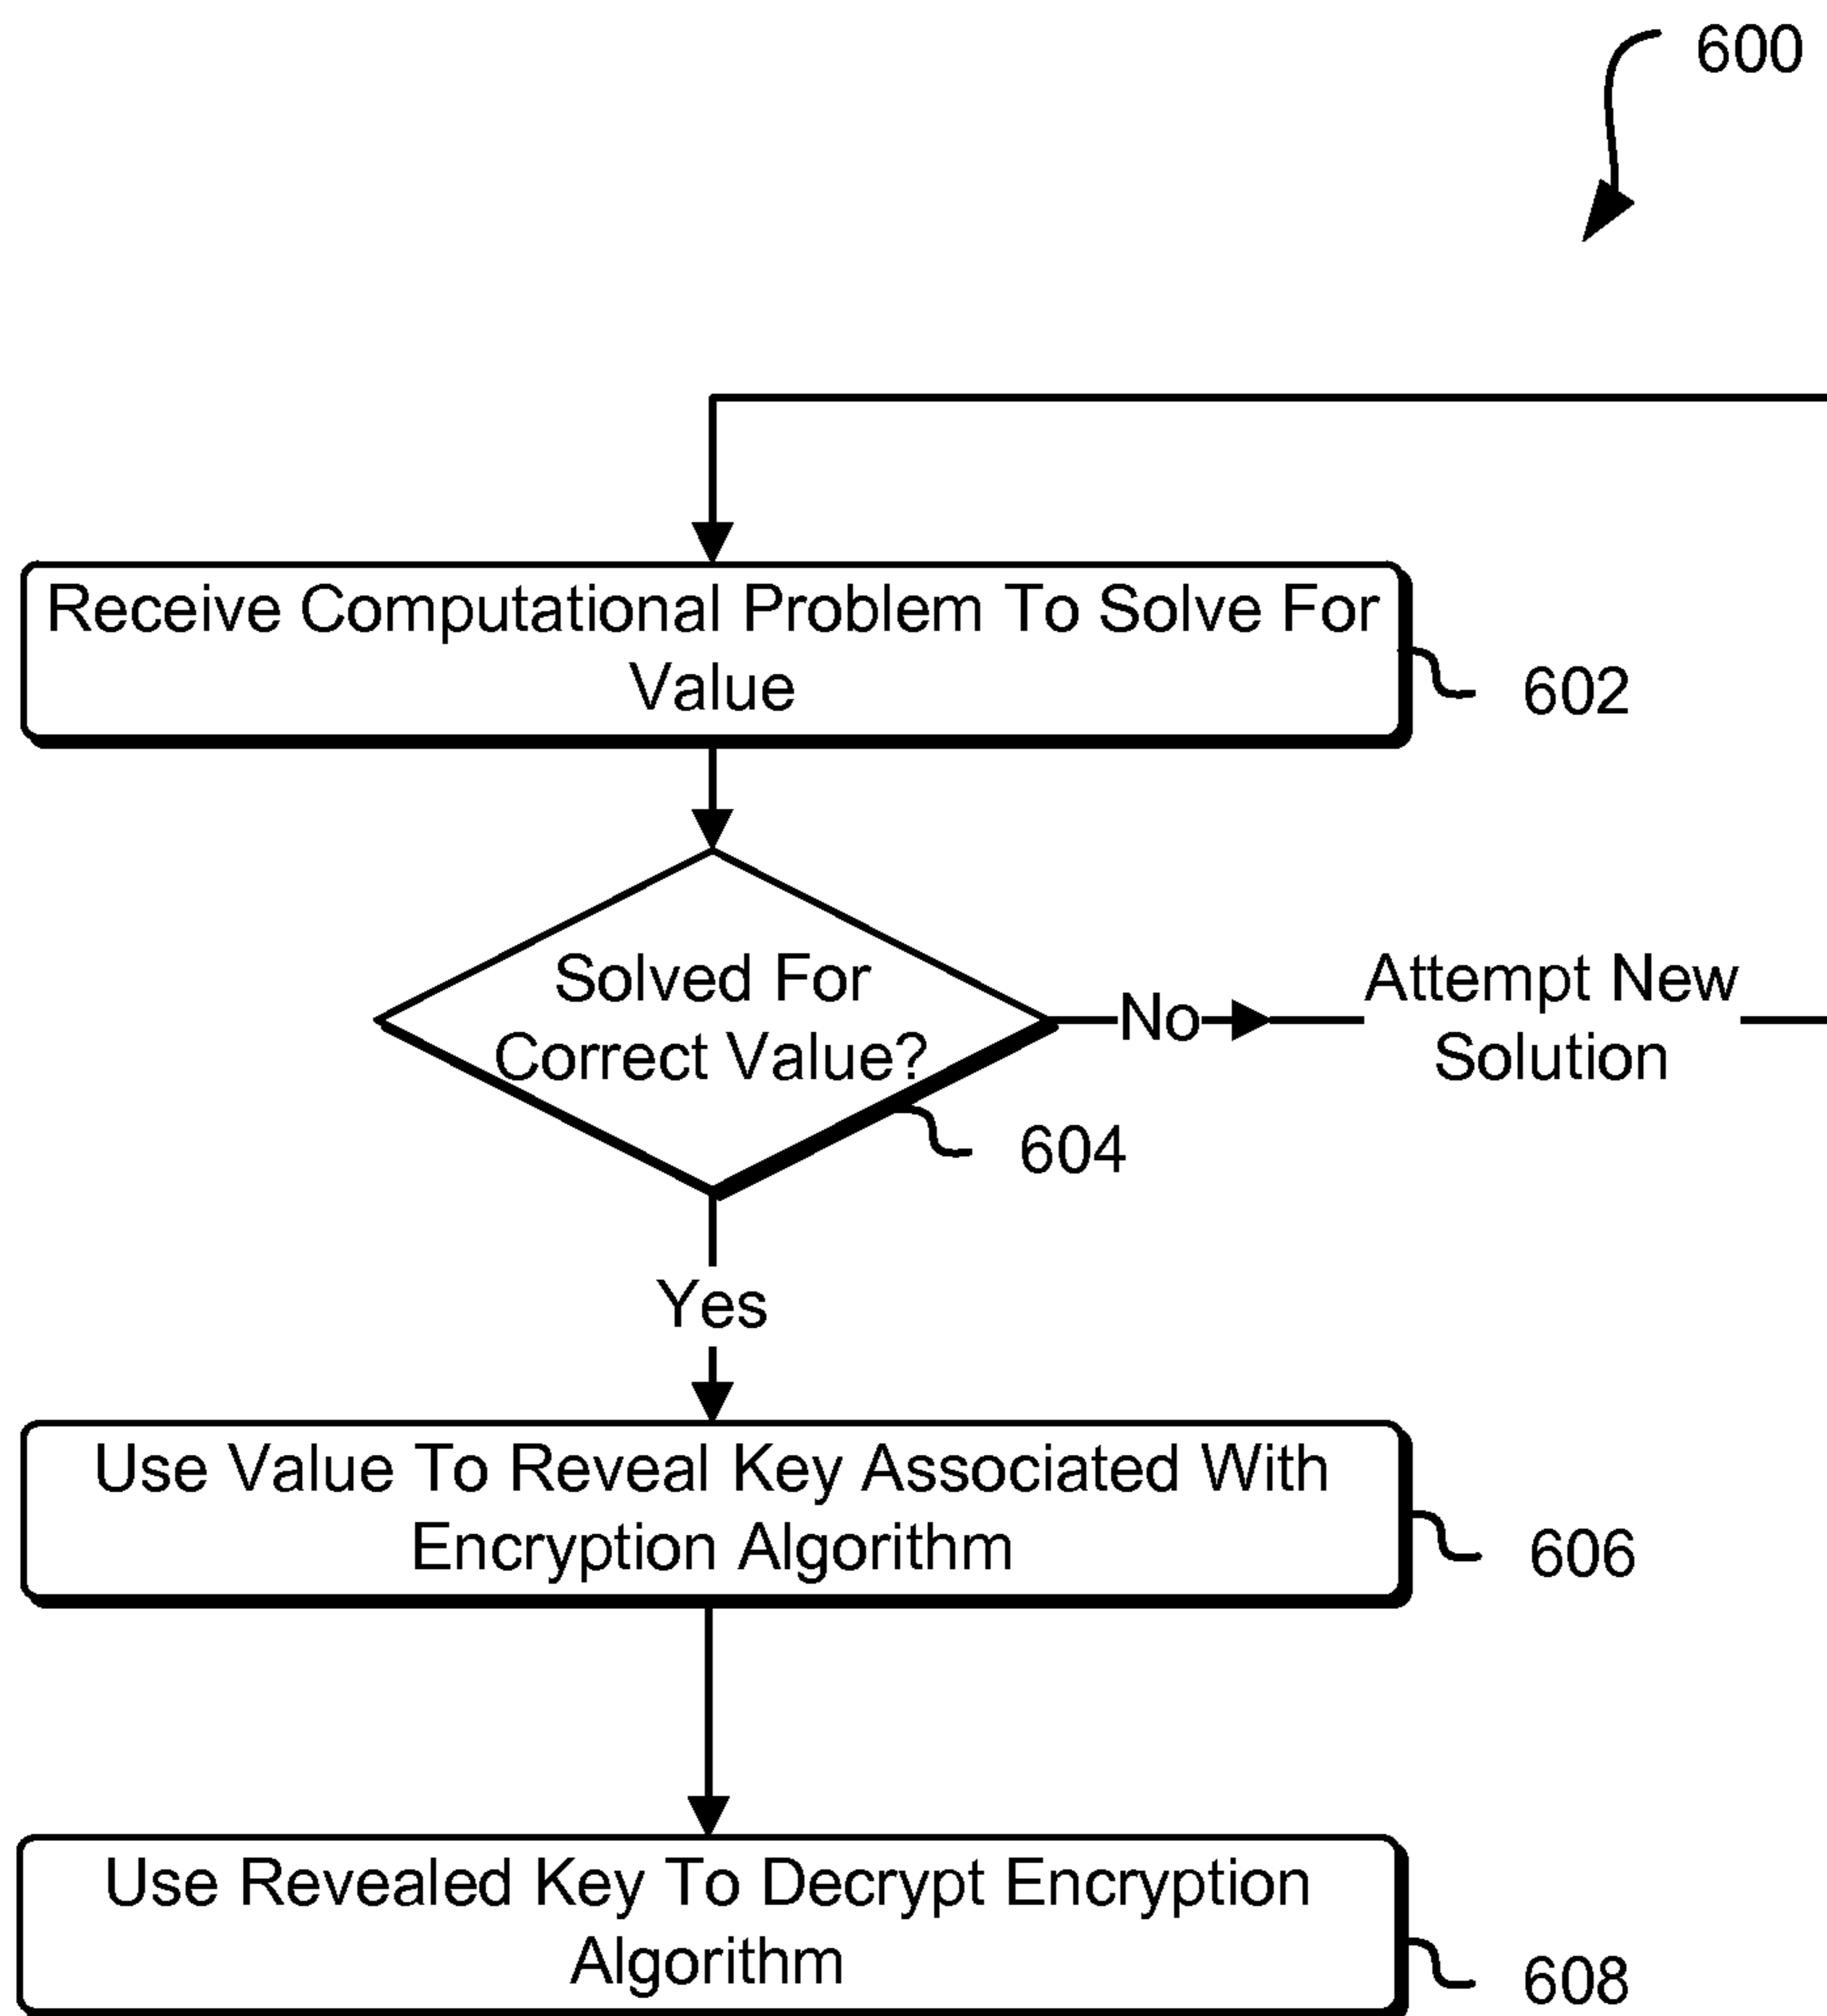 600
Receive Computational Problem To Solve For
Value
602
Solved For
Correct Value?
No
Attempt New
Solution
604
Yes
Use Value To Reveal Key Associated With
Encryption Algorithm
606
Use Revealed Key To Decrypt Encryption
Algorithm
608